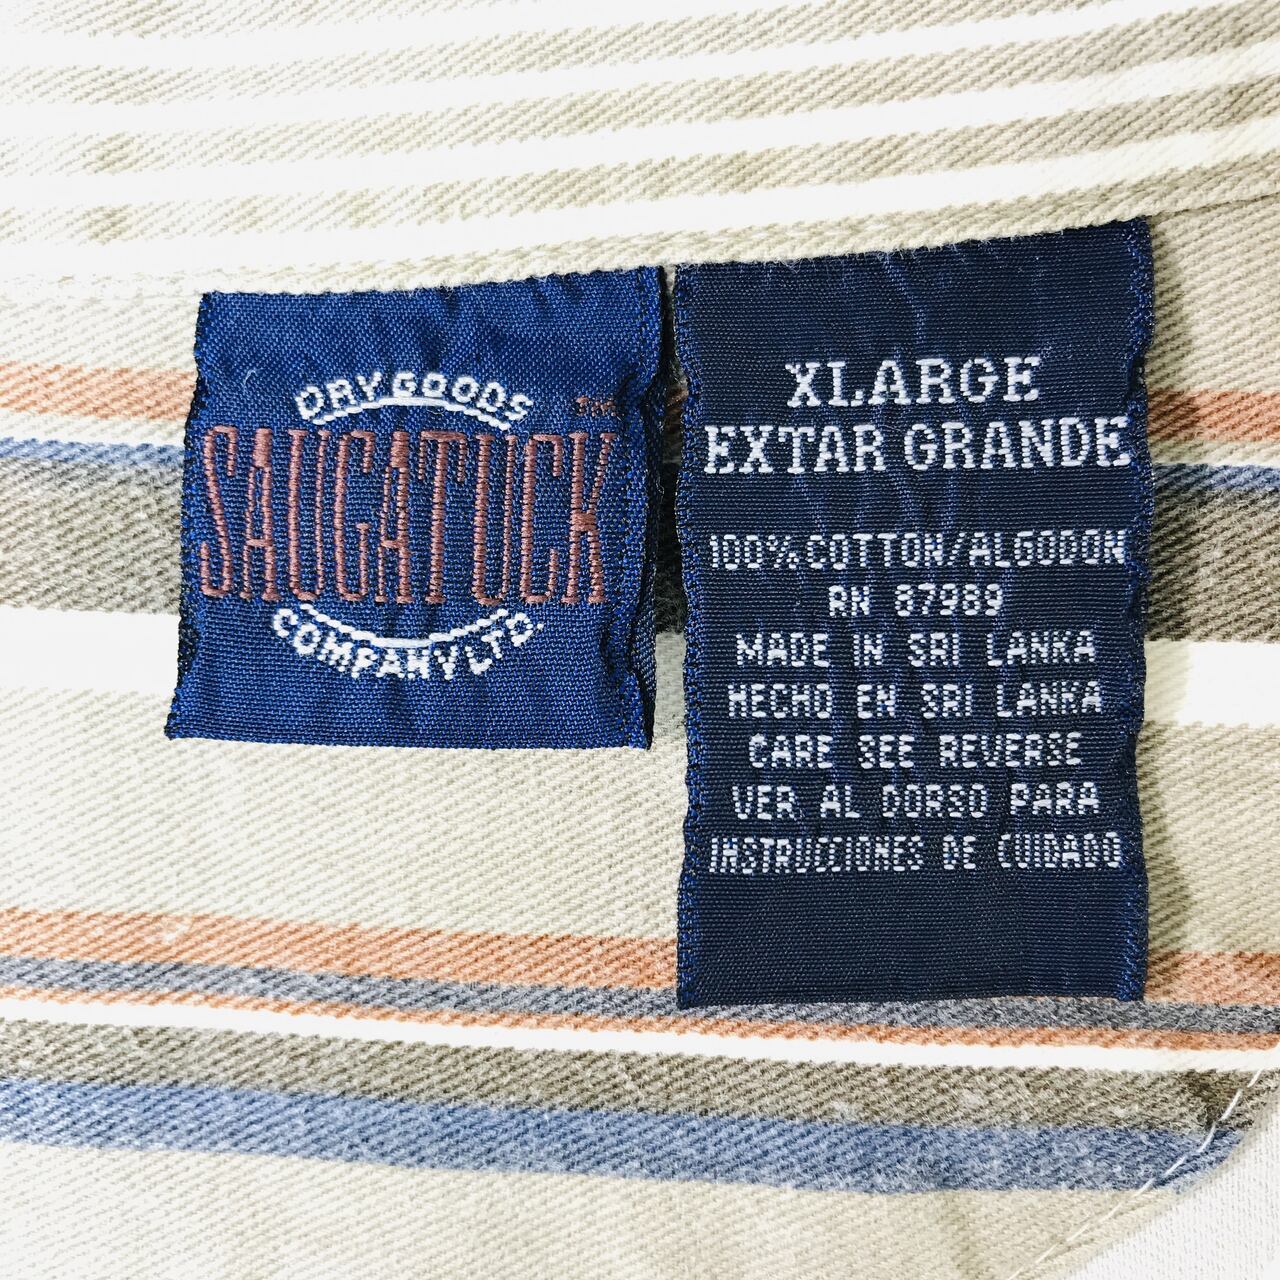 DRY GOODS
SAUGATUCK TM
COMPANY LTD.
XLARGE
EXTAR GRANDE
100% COTTON/ALGODON
RN 87989
MADE IN SRI LANKA
HECHO EN SRI LANKA
CARE SEE REVERSE
VER AL DORSO PARA
INSTRUCCIONES DE CUIDADO